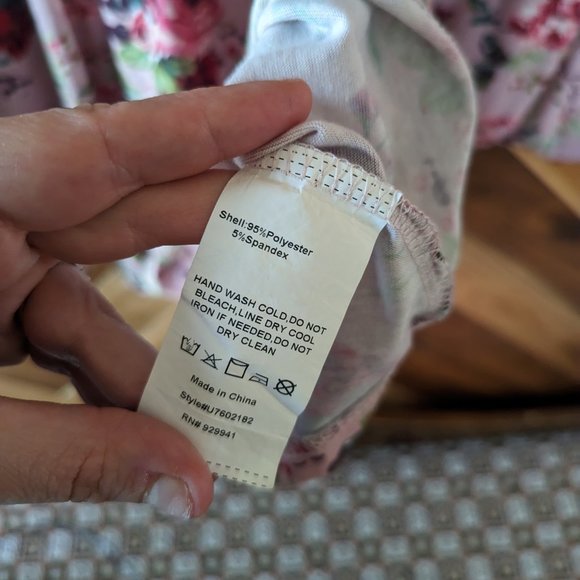 Shell:95%Polyester
5%Spandex
HAND WASH COLD,DO NOT
BLEACH,LINE DRY COOL
IRON IF NEEDED,DO NOT
DRY CLEAN
Made in China
Style#U7602182
RN# 929941